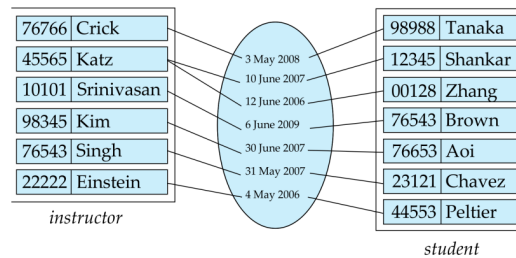 76766 Crick
45565 Katz
10101 Srinivasan
98345 Kim
76543 Singh
22222 Einstein
instructor
3 May 2008
10 June 2007
12 June 2006
6 June 2009
30 June 2007
31 May 2007
4 May 2006
98988 Tanaka
12345 Shankar
00128 Zhang
76543 Brown
76653 Aoi
23121 Chavez
44553 Peltier
student